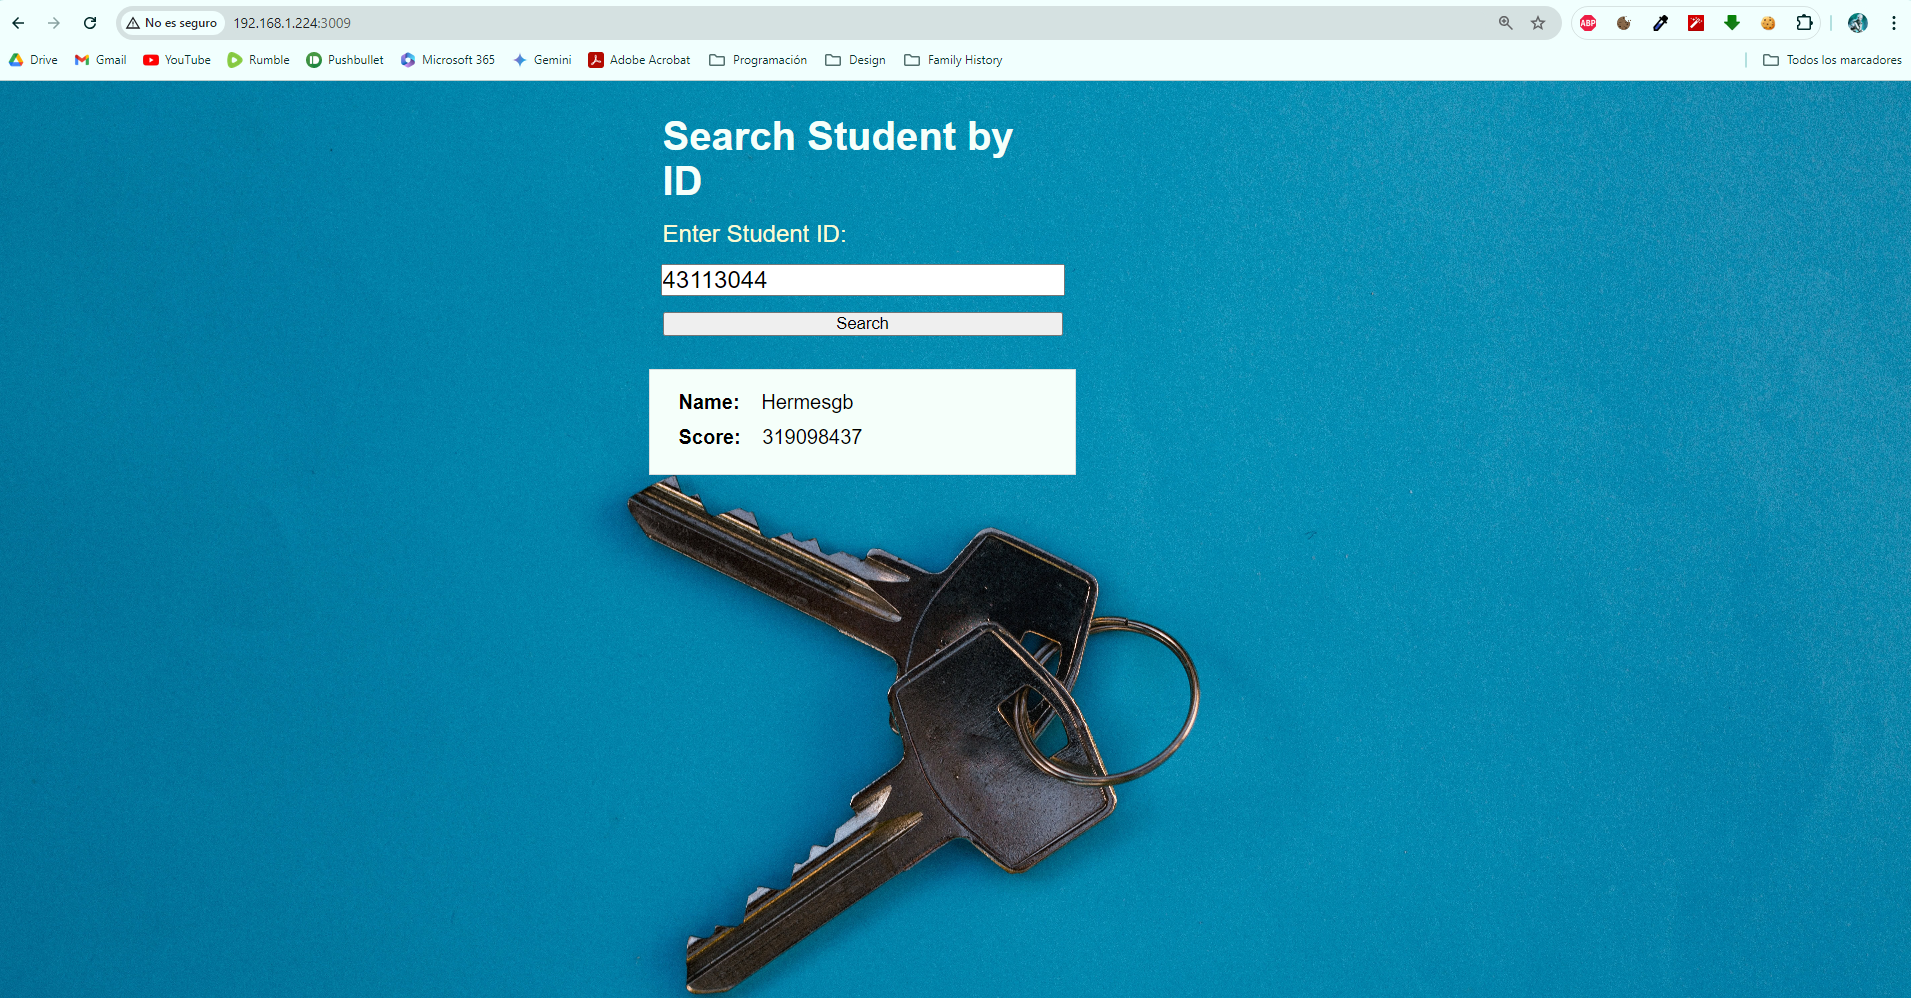 No es seguro 192.168.1.224:3009 ABP
Drive Gmail YouTube Rumble Pushbullet Microsoft 365 Gemini Adobe Acrobat Programación Design Family History Todos los marcadores
Search Student by
ID
Enter Student ID:
43113044
Search
Name: Hermesgb
Score: 319098437